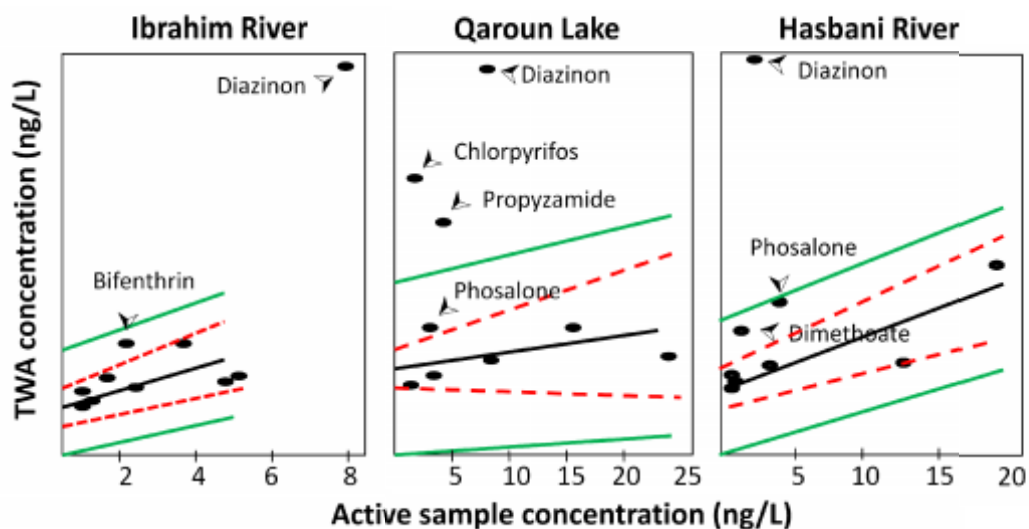 Ibrahim River
Qaroun Lake
Hasbani River
TWA concentration (ng/L)
Diazinon
Bifenthrin
2 4 6 8
Diazinon
Chlorpyrifos
Propyzamide
Phosalone
5 10 15 20 25
Diazinon
Phosalone
Dimethoate
5 10 15 20
Active sample concentration (ng/L)